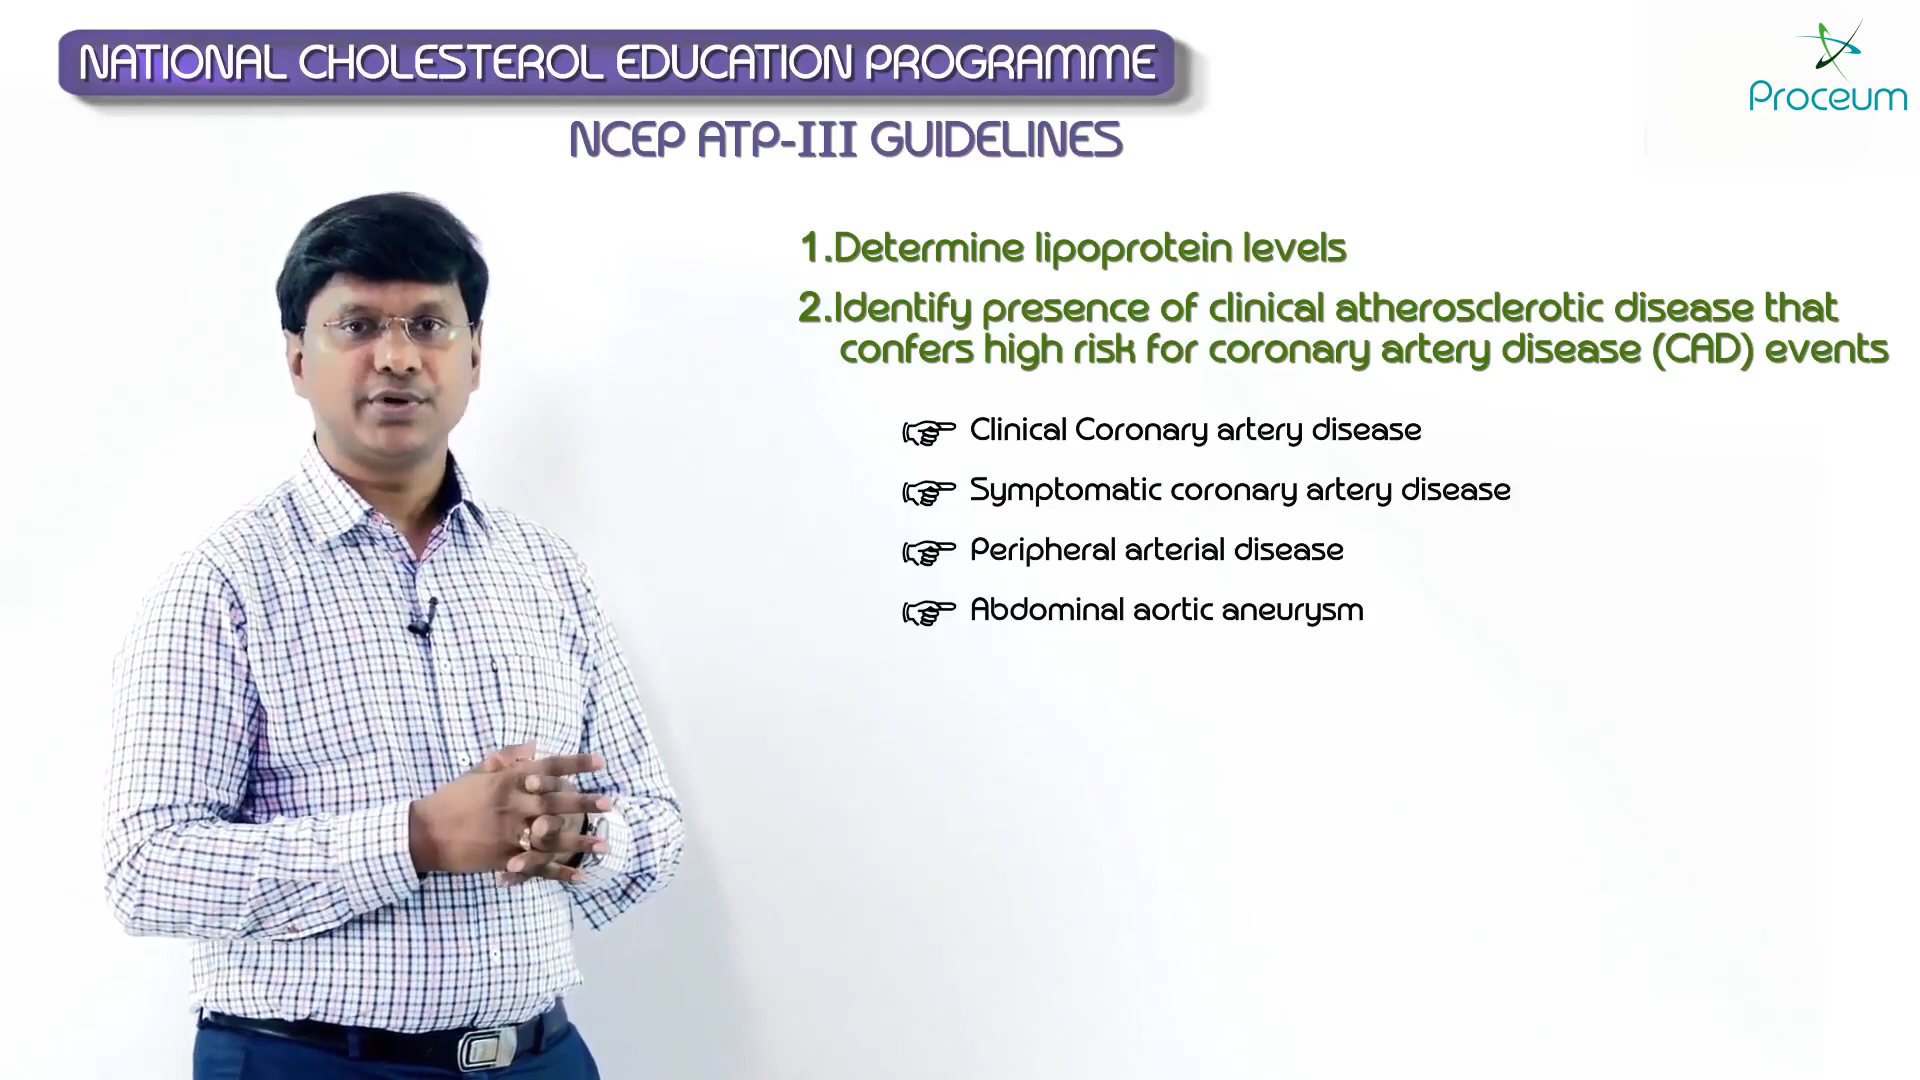 NATIONAL CHOLESTEROL EDUCATION PROGRAMME
Proceum
NCEP ATP-III GUIDELINES
1.Determine lipoprotein levels
2.Identify presence of clinical atherosclerotic disease that
confers high risk for coronary artery disease (CAD) events
Clinical Coronary artery disease
Symptomatic coronary artery disease
Peripheral arterial disease
Abdominal aortic aneurysm